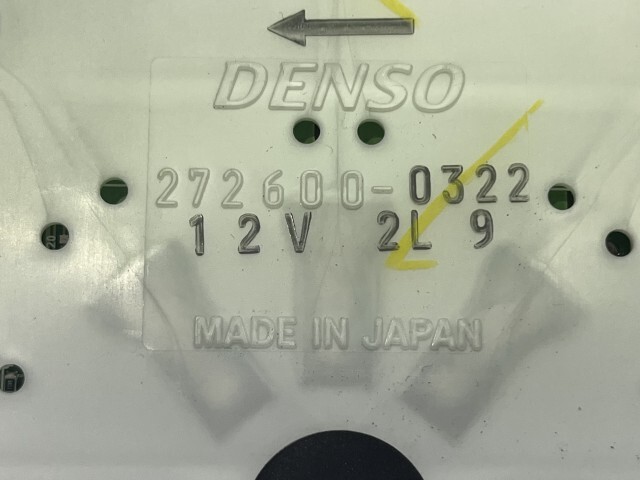 DENSO
272600-0322
12V 2L 9
MADE IN JAPAN